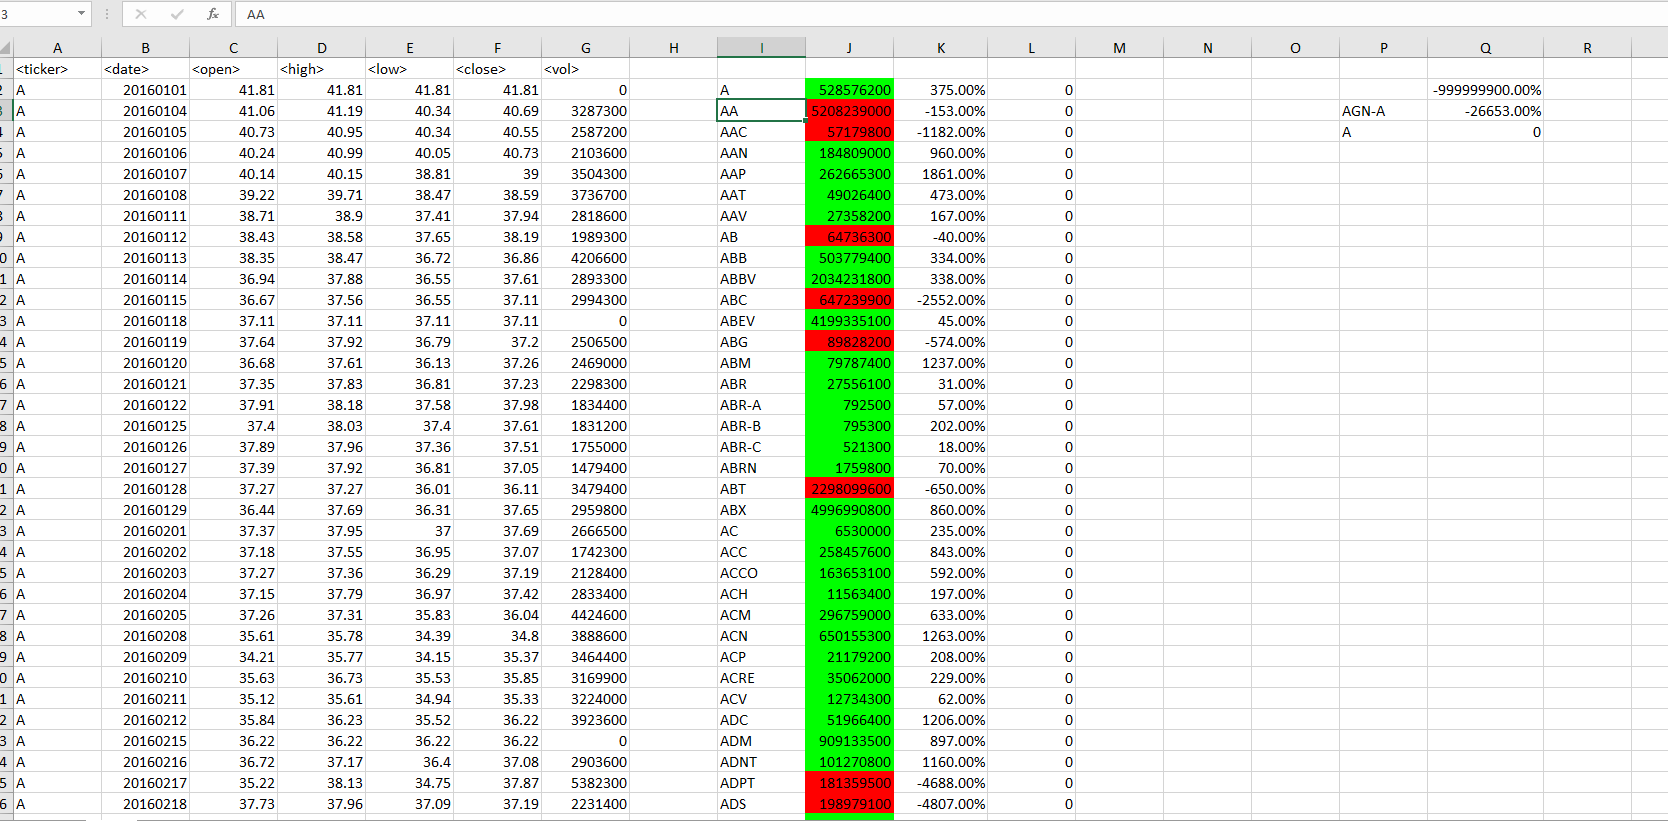 3 fx AA
A B C D E F G H I J K L M N O P Q R
1 <ticker> <date> <open> <high> <low> <close> <vol>
2 A 20160101 41.81 41.81 41.81 41.81 0 A 528576200 375.00% 0 -999999900.00%
3 A 20160104 41.06 41.19 40.34 40.69 3287300 AA 5208239000 -153.00% 0 AGN-A -26653.00%
4 A 20160105 40.73 40.95 40.34 40.55 2587200 AAC 57179800 -1182.00% 0 A 0
5 A 20160106 40.24 40.99 40.05 40.73 2103600 AAN 184809000 960.00% 0
6 A 20160107 40.14 40.15 38.81 39 3504300 AAP 262665300 1861.00% 0
7 A 20160108 39.22 39.71 38.47 38.59 3736700 AAT 49026400 473.00% 0
8 A 20160111 38.71 38.9 37.41 37.94 2818600 AAV 27358200 167.00% 0
9 A 20160112 38.43 38.58 37.65 38.19 1989300 AB 64736300 -40.00% 0
0 A 20160113 38.35 38.47 36.72 36.86 4206600 ABB 503779400 334.00% 0
1 A 20160114 36.94 37.88 36.55 37.61 2893300 ABBV 2034231800 338.00% 0
2 A 20160115 36.67 37.56 36.55 37.11 2994300 ABC 647239900 -2552.00% 0
3 A 20160118 37.11 37.11 37.11 37.11 0 ABEV 4199335100 45.00% 0
4 A 20160119 37.64 37.92 36.79 37.2 2506500 ABG 89828200 -574.00% 0
5 A 20160120 36.68 37.61 36.13 37.26 2469000 ABM 79787400 1237.00% 0
6 A 20160121 37.35 37.83 36.81 37.23 2298300 ABR 27556100 31.00% 0
7 A 20160122 37.91 38.18 37.58 37.98 1834400 ABR-A 792500 57.00% 0
8 A 20160125 37.4 38.03 37.4 37.61 1831200 ABR-B 795300 202.00% 0
9 A 20160126 37.89 37.96 37.36 37.51 1755000 ABR-C 521300 18.00% 0
0 A 20160127 37.39 37.92 36.81 37.05 1479400 ABRN 1759800 70.00% 0
1 A 20160128 37.27 37.27 36.01 36.11 3479400 ABT 2298099600 -650.00% 0
2 A 20160129 36.44 37.69 36.31 37.65 2959800 ABX 4996990800 860.00% 0
3 A 20160201 37.37 37.95 37 37.69 2666500 AC 6530000 235.00% 0
4 A 20160202 37.18 37.55 36.95 37.07 1742300 ACC 258457600 843.00% 0
5 A 20160203 37.27 37.36 36.29 37.19 2128400 ACCO 163653100 592.00% 0
6 A 20160204 37.15 37.79 36.97 37.42 2833400 ACH 11563400 197.00% 0
7 A 20160205 37.26 37.31 35.83 36.04 4424600 ACM 296759000 633.00% 0
8 A 20160208 35.61 35.78 34.39 34.8 3888600 ACN 650155300 1263.00% 0
9 A 20160209 34.21 35.77 34.15 35.37 3464400 ACP 21179200 208.00% 0
0 A 20160210 35.63 36.73 35.53 35.85 3169900 ACRE 35062000 229.00% 0
1 A 20160211 35.12 35.61 34.94 35.33 3224000 ACV 12734300 62.00% 0
2 A 20160212 35.84 36.23 35.52 36.22 3923600 ADC 51966400 1206.00% 0
3 A 20160215 36.22 36.22 36.22 36.22 0 ADM 909133500 897.00% 0
4 A 20160216 36.72 37.17 36.4 37.08 2903600 ADNT 101270800 1160.00% 0
5 A 20160217 35.22 38.13 34.75 37.87 5382300 ADPT 181359500 -4688.00% 0
6 A 20160218 37.73 37.96 37.09 37.19 2231400 ADS 198979100 -4807.00% 0